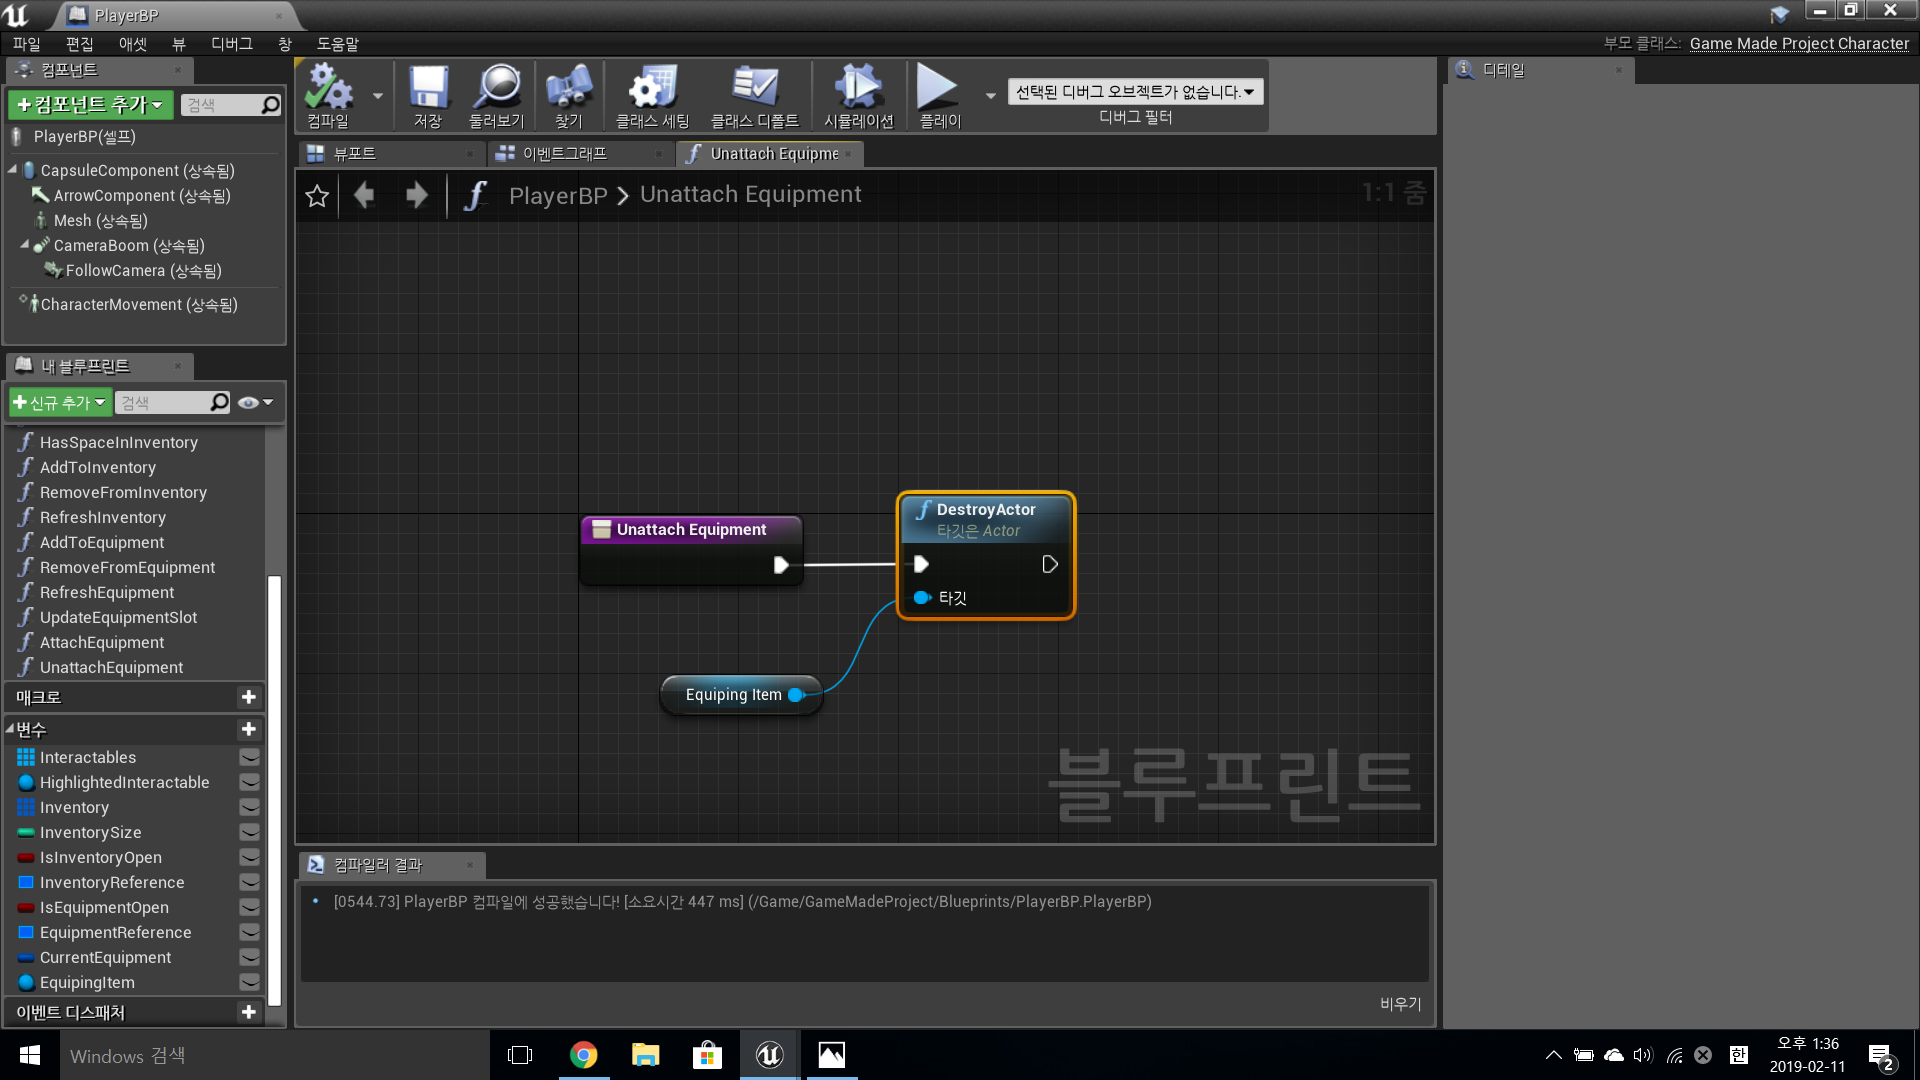 PlayerBP
파일 편집 애셋 뷰 디버그 창 도움말
부모 클래스: Game Made Project Character
컴포넌트
컴포넌트 추가
검색
PlayerBP(셀프)
CapsuleComponent (상속됨)
ArrowComponent (상속됨)
Mesh (상속됨)
CameraBoom (상속됨)
FollowCamera (상속됨)
CharacterMovement (상속됨)
내 블루프린트
신규 추가
검색
HasSpaceInInventory
AddToInventory
RemoveFromInventory
RefreshInventory
AddToEquipment
RemoveFromEquipment
RefreshEquipment
UpdateEquipmentSlot
AttachEquipment
UnattachEquipment
매크로
변수
Interactables
HighlightedInteractable
Inventory
InventorySize
IsInventoryOpen
InventoryReference
IsEquipmentOpen
EquipmentReference
CurrentEquipment
EquipingItem
이벤트 디스패처
컴파일 저장 둘러보기 찾기 클래스 세팅 클래스 디폴트 시뮬레이션 플레이
선택된 디버그 오브젝트가 없습니다.
디버그 필터
뷰포트 이벤트그래프 Unattach Equipme
PlayerBP > Unattach Equipment
1:1 줌
Unattach Equipment
DestroyActor
타깃은 Actor
타깃
Equiping Item
블루프린트
컴파일러 결과
[0544.73] PlayerBP 컴파일에 성공했습니다! [소요시간 447 ms] (/Game/GameMadeProject/Blueprints/PlayerBP.PlayerBP)
비우기
디테일
Windows 검색
한
오후 1:36
2019-02-11
2